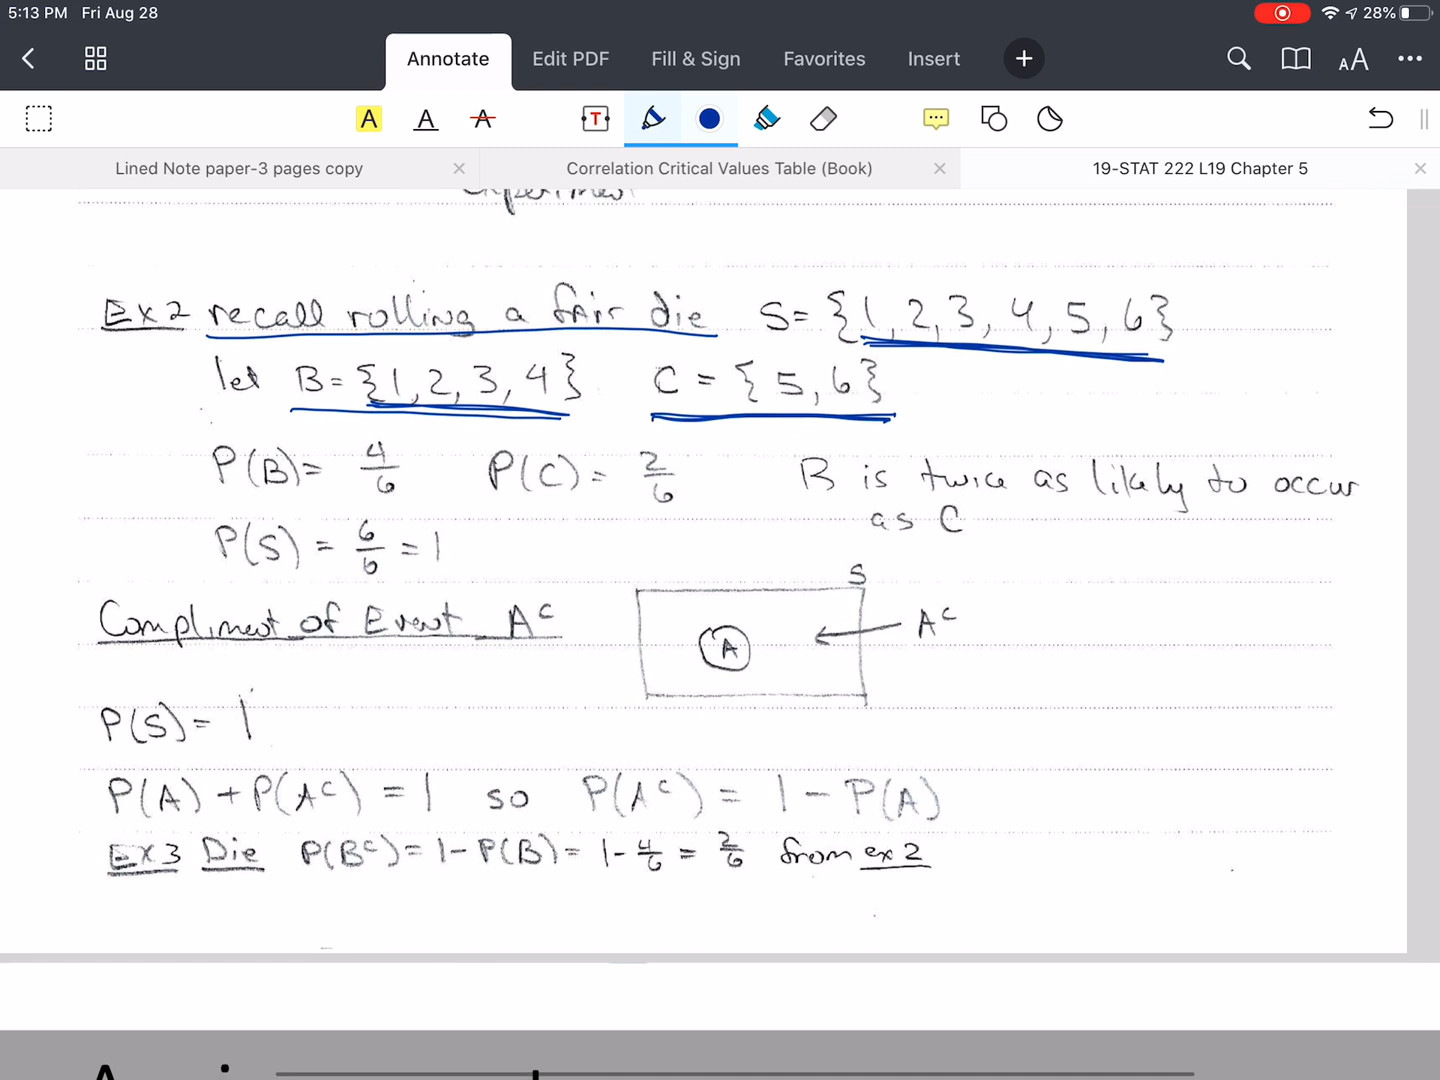 5:13 PM Fri Aug 28 28%
Annotate Edit PDF Fill & Sign Favorites Insert
Lined Note paper-3 pages copy Correlation Critical Values Table (Book) 19-STAT 222 L19 Chapter 5
Ex2 recall rolling a fair die S = {1, 2, 3, 4, 5, 6}
let B = {1, 2, 3, 4} C = {5, 6}
P(B) = 4/6 P(C) = 2/6 B is twice as likely to occur
as C
P(S) = 6/6 = 1
S
Compliment of Event A^c
A
A^c
P(S) = 1
P(A) + P(A^c) = 1 so P(A^c) = 1 - P(A)
Ex3 Die P(B^c) = 1 - P(B) = 1 - 4/6 = 2/6 from ex 2